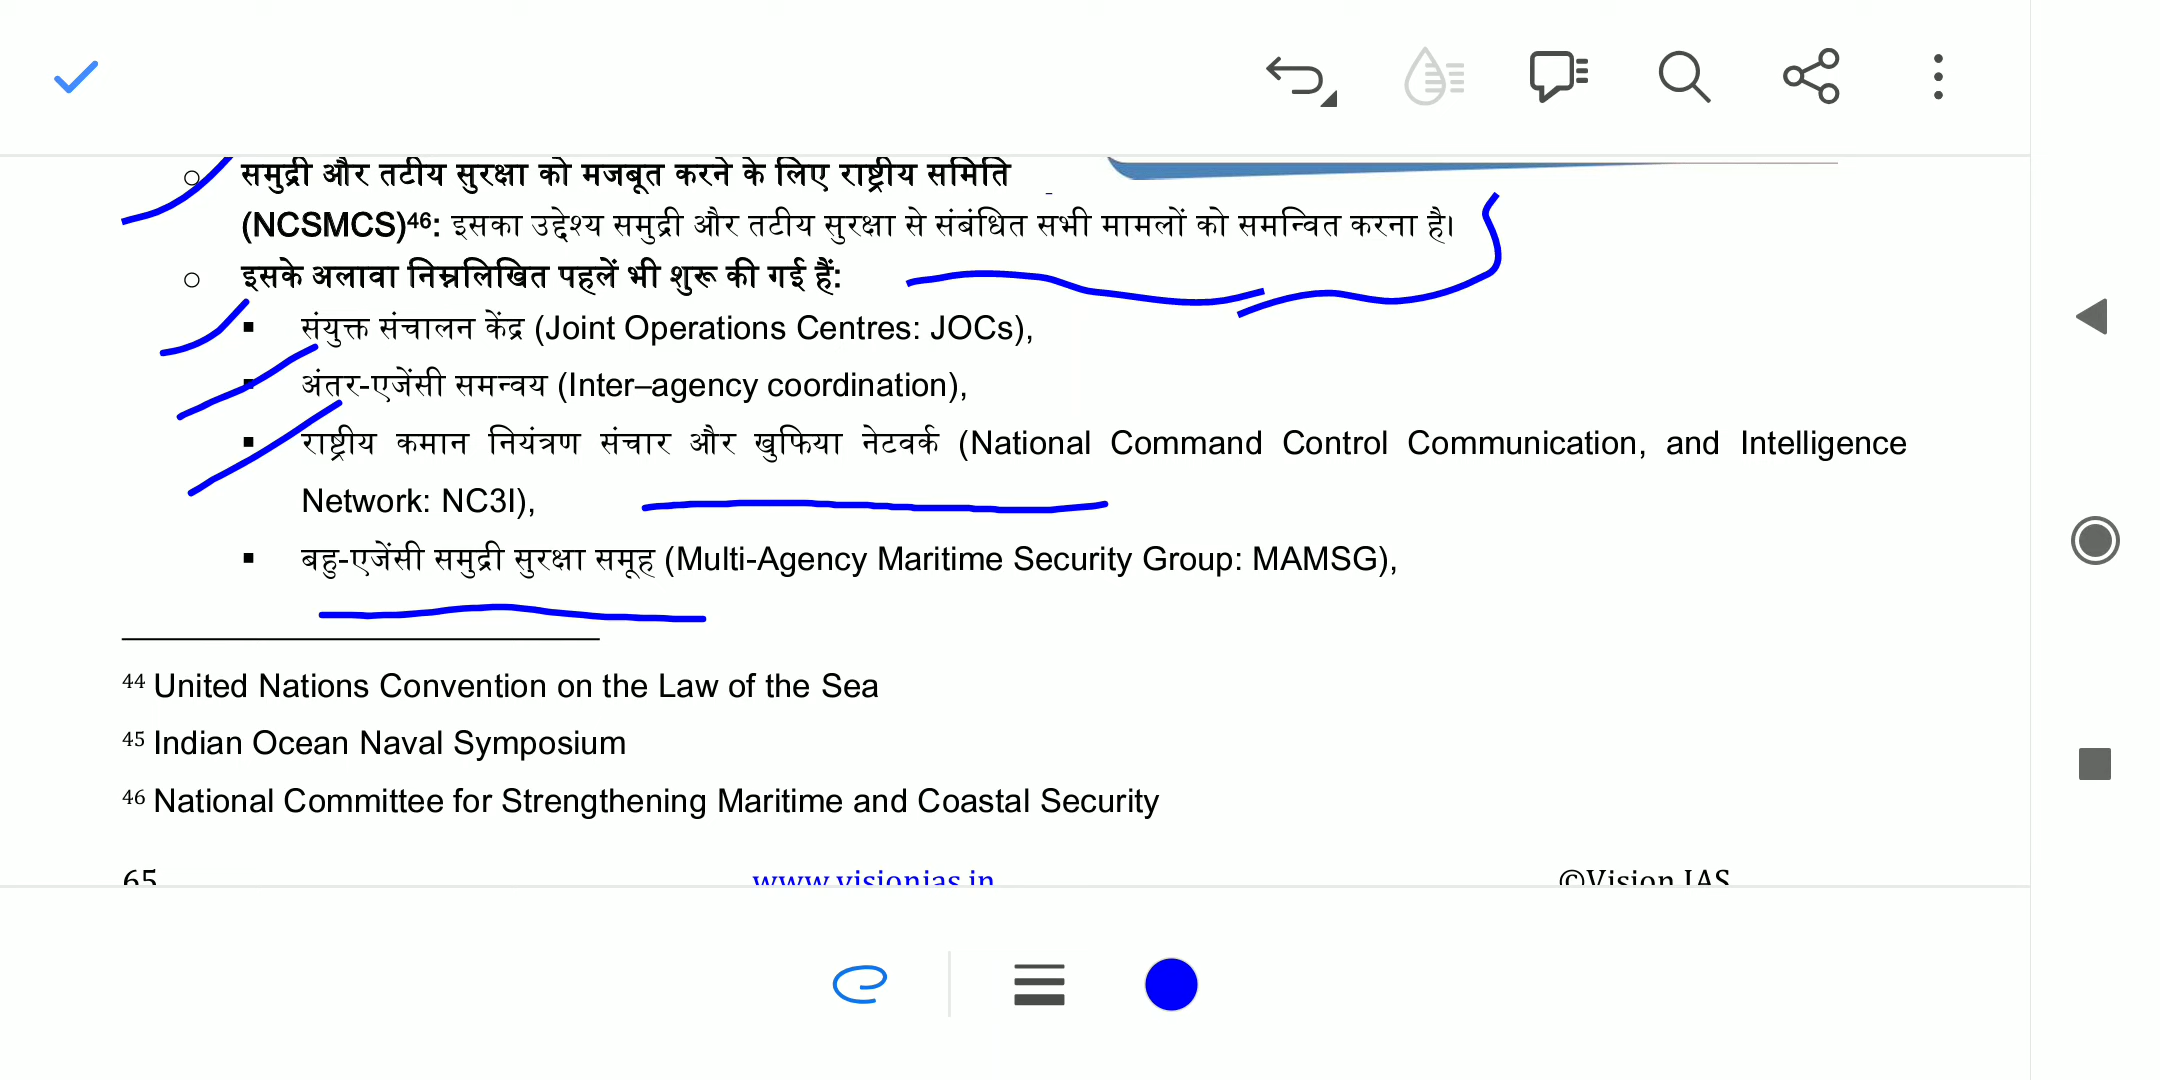 ○ समुद्री और तटीय सुरक्षा को मजबूत करने के लिए राष्ट्रीय समिति
(NCSMCS)46: इसका उद्देश्य समुद्री और तटीय सुरक्षा से संबंधित सभी मामलों को समन्वित करना है।
○ इसके अलावा निम्नलिखित पहलें भी शुरू की गई हैं:
▪ संयुक्त संचालन केंद्र (Joint Operations Centres: JOCs),
▪ अंतर-एजेंसी समन्वय (Inter–agency coordination),
▪ राष्ट्रीय कमान नियंत्रण संचार और खुफिया नेटवर्क (National Command Control Communication, and Intelligence
Network: NC3I),
▪ बहु-एजेंसी समुद्री सुरक्षा समूह (Multi-Agency Maritime Security Group: MAMSG),
44 United Nations Convention on the Law of the Sea
45 Indian Ocean Naval Symposium
46 National Committee for Strengthening Maritime and Coastal Security
65 www.visionias.in ©Vision IAS